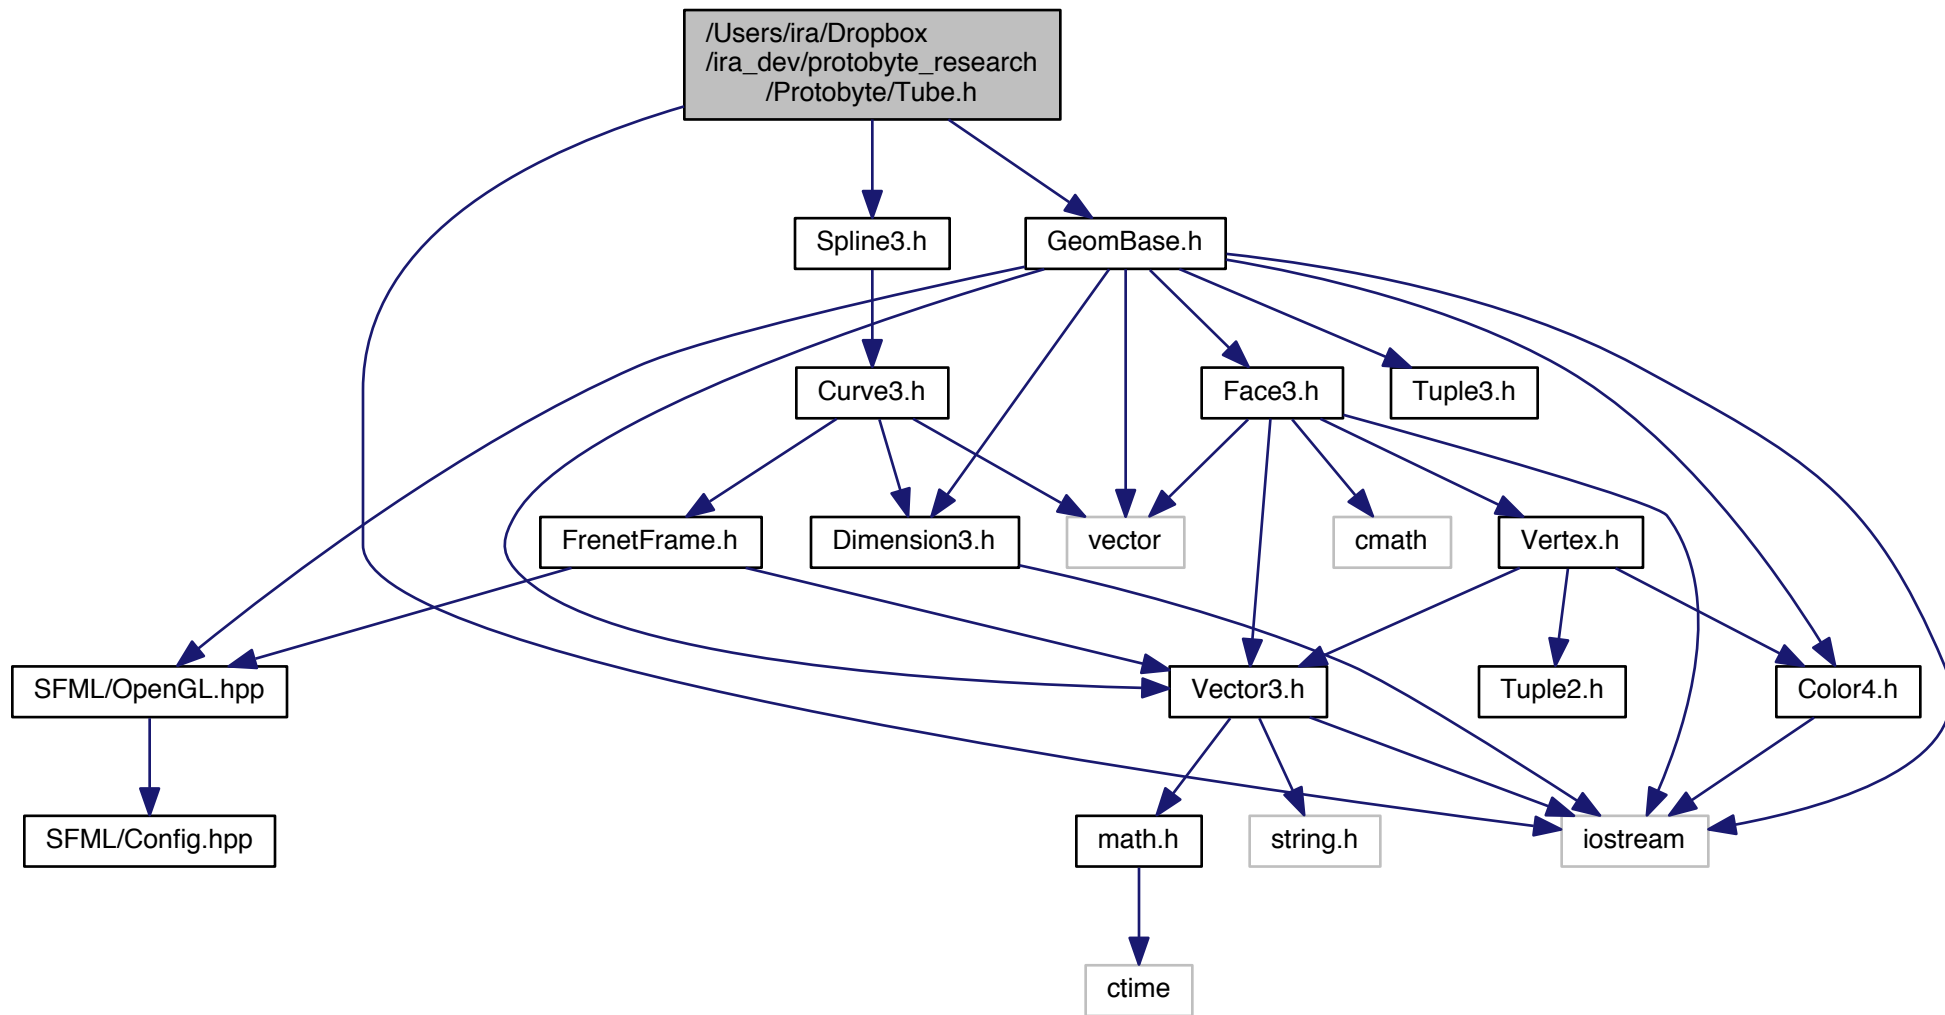 /Users/ira/Dropbox
/ira_dev/protobyte_research
/Protobyte/Tube.h
Spline3.h
GeomBase.h
Curve3.h
Face3.h
Tuple3.h
FrenetFrame.h
Dimension3.h
vector
cmath
Vertex.h
SFML/OpenGL.hpp
Vector3.h
Tuple2.h
Color4.h
SFML/Config.hpp
math.h
string.h
iostream
ctime